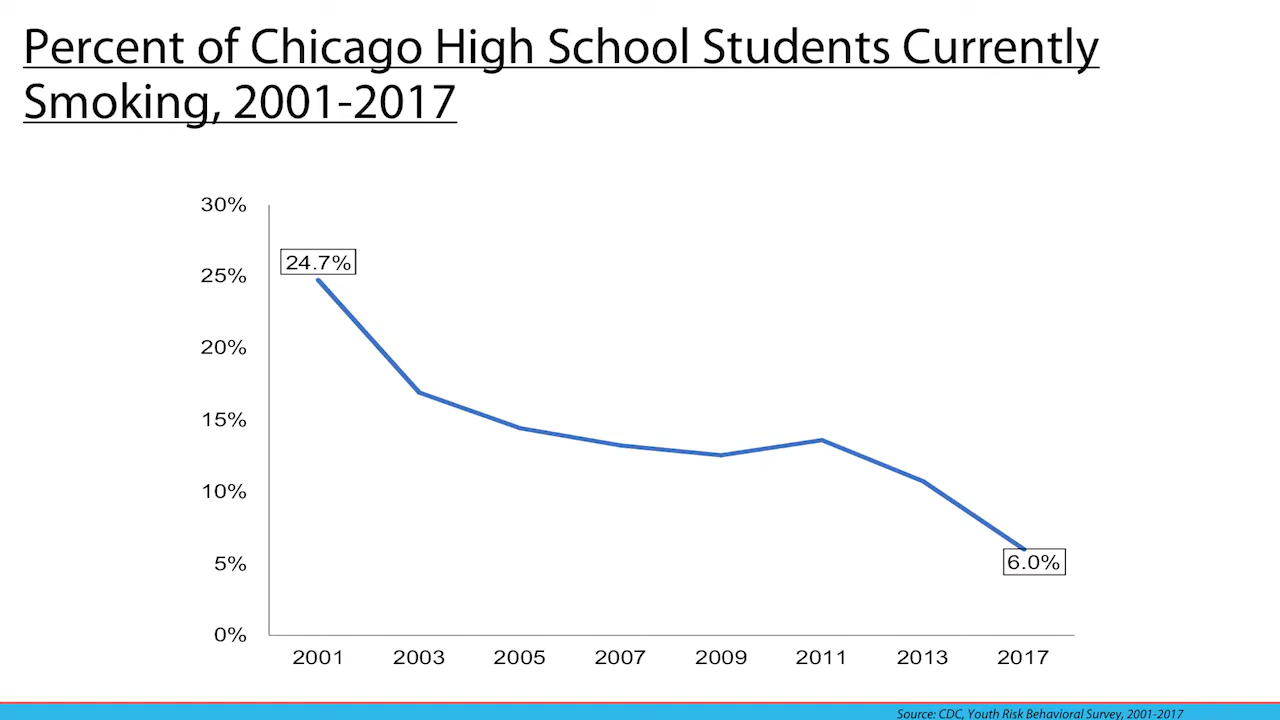 Percent of Chicago High School Students Currently
Smoking, 2001-2017
30%
24.7%
25%
20%
15%
10%
5%
6.0%
0%
2001 2003 2005 2007 2009 2011 2013 2017
Source: CDC, Youth Risk Behavioral Survey, 2001-2017